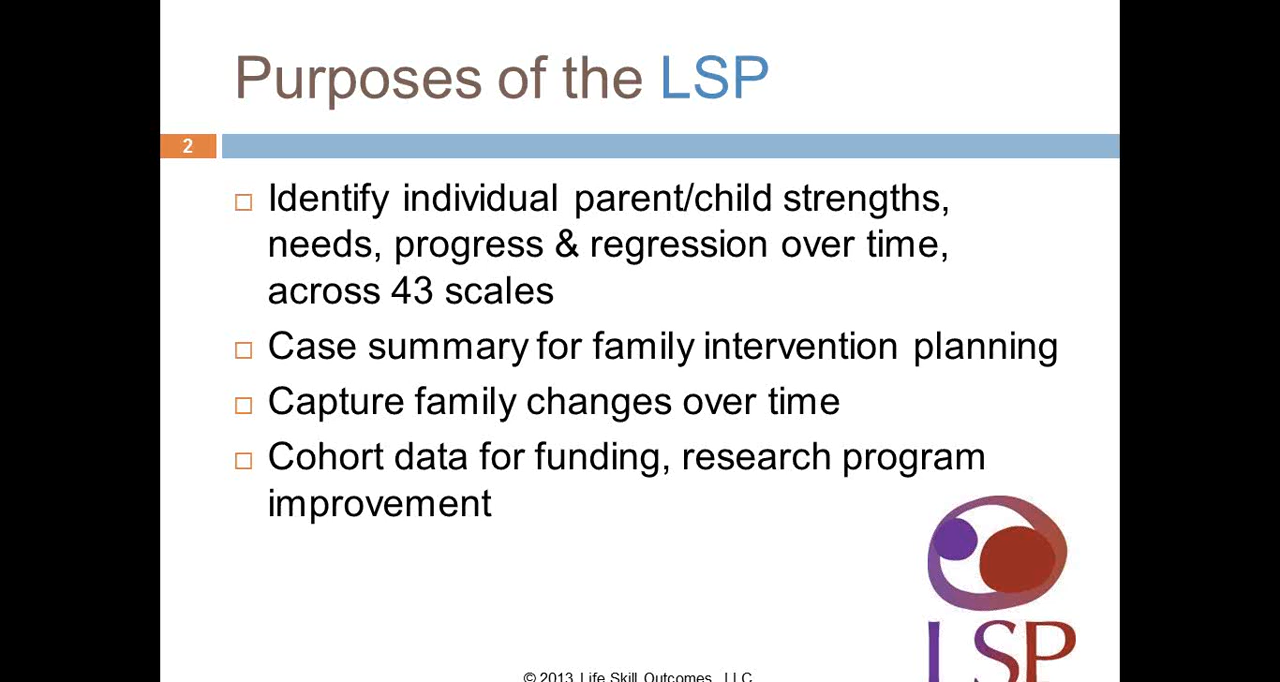 Purposes of the LSP
2
Identify individual parent/child strengths,
needs, progress & regression over time,
across 43 scales
Case summary for family intervention planning
Capture family changes over time
Cohort data for funding, research program
improvement
LSP
© 2013 Life Skill Outcomes, LLC